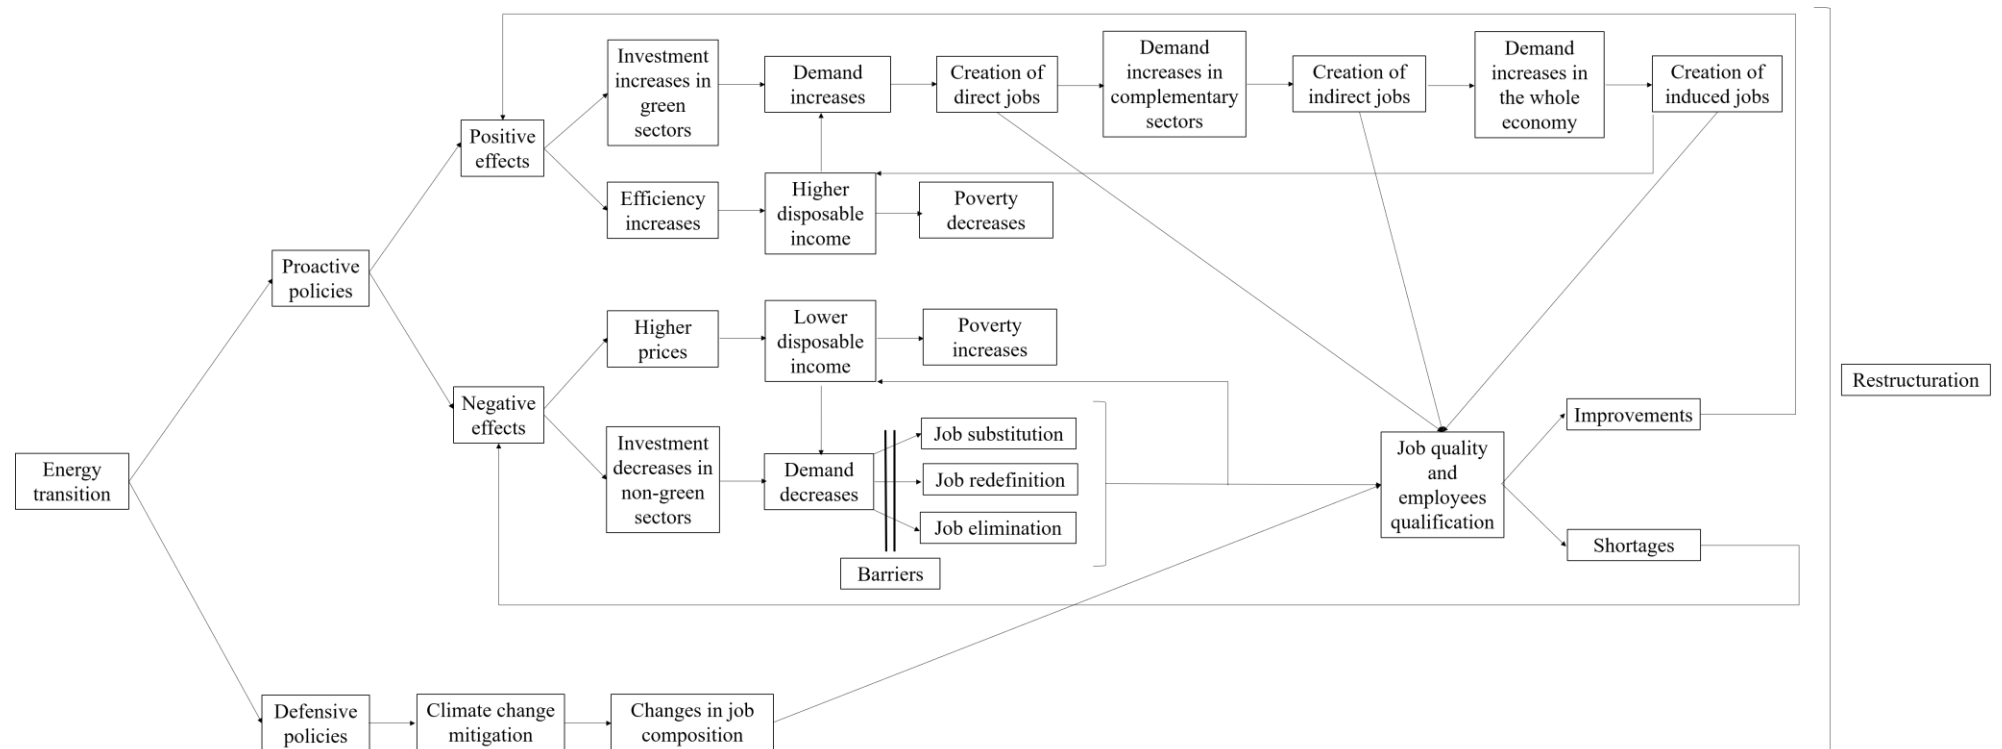 Investment
increases in
green
sectors
Demand
increases
Creation of
direct jobs
Demand
increases in
complementary
sectors
Creation of
indirect jobs
Demand
increases in
the whole
economy
Creation of
induced jobs
Positive
effects
Efficiency
increases
Higher
disposable
income
Poverty
decreases
Proactive
policies
Higher
prices
Lower
disposable
income
Poverty
increases
Restructuration
Negative
effects
Investment
decreases in
non-green
sectors
Demand
decreases
Job substitution
Job redefinition
Job elimination
Barriers
Job quality
and
employees
qualification
Improvements
Shortages
Energy
transition
Defensive
policies
Climate change
mitigation
Changes in job
composition